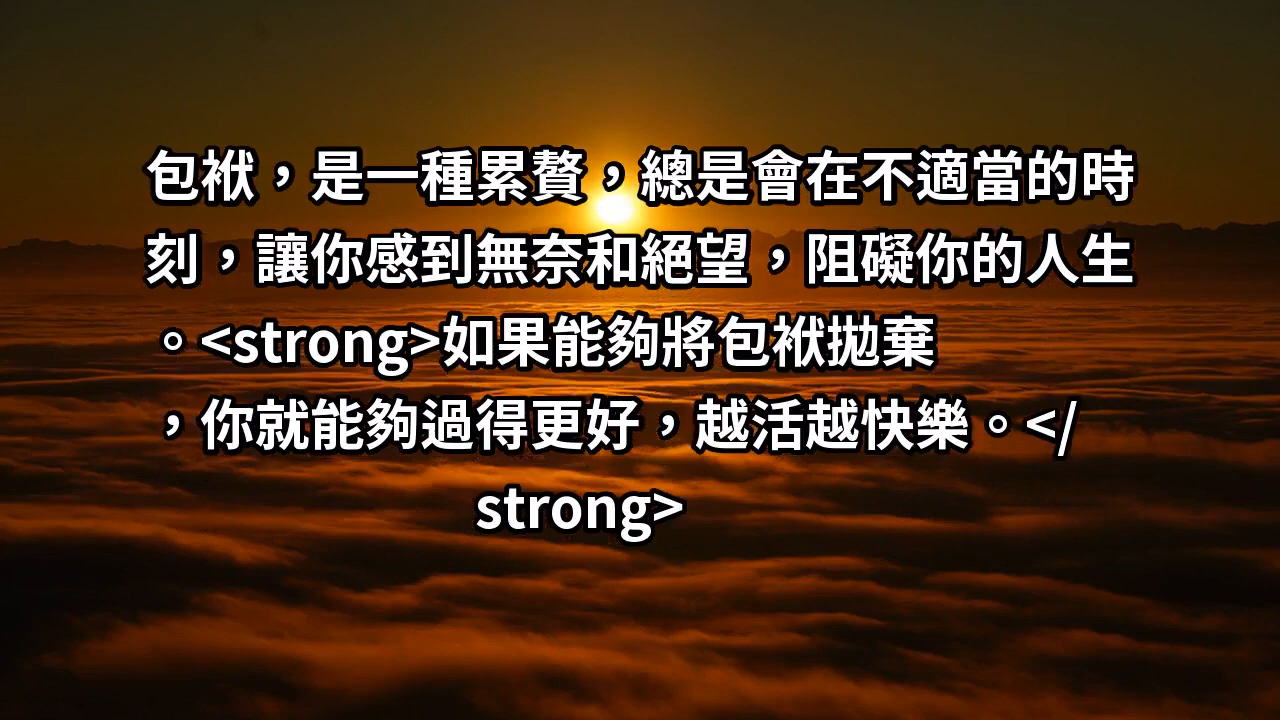 包袱，是一種累贅，總是會在不適當的時
刻，讓你感到無奈和絕望，阻礙你的人生
。<strong>如果能夠將包袱拋棄
，你就能夠過得更好，越活越快樂。</
strong>